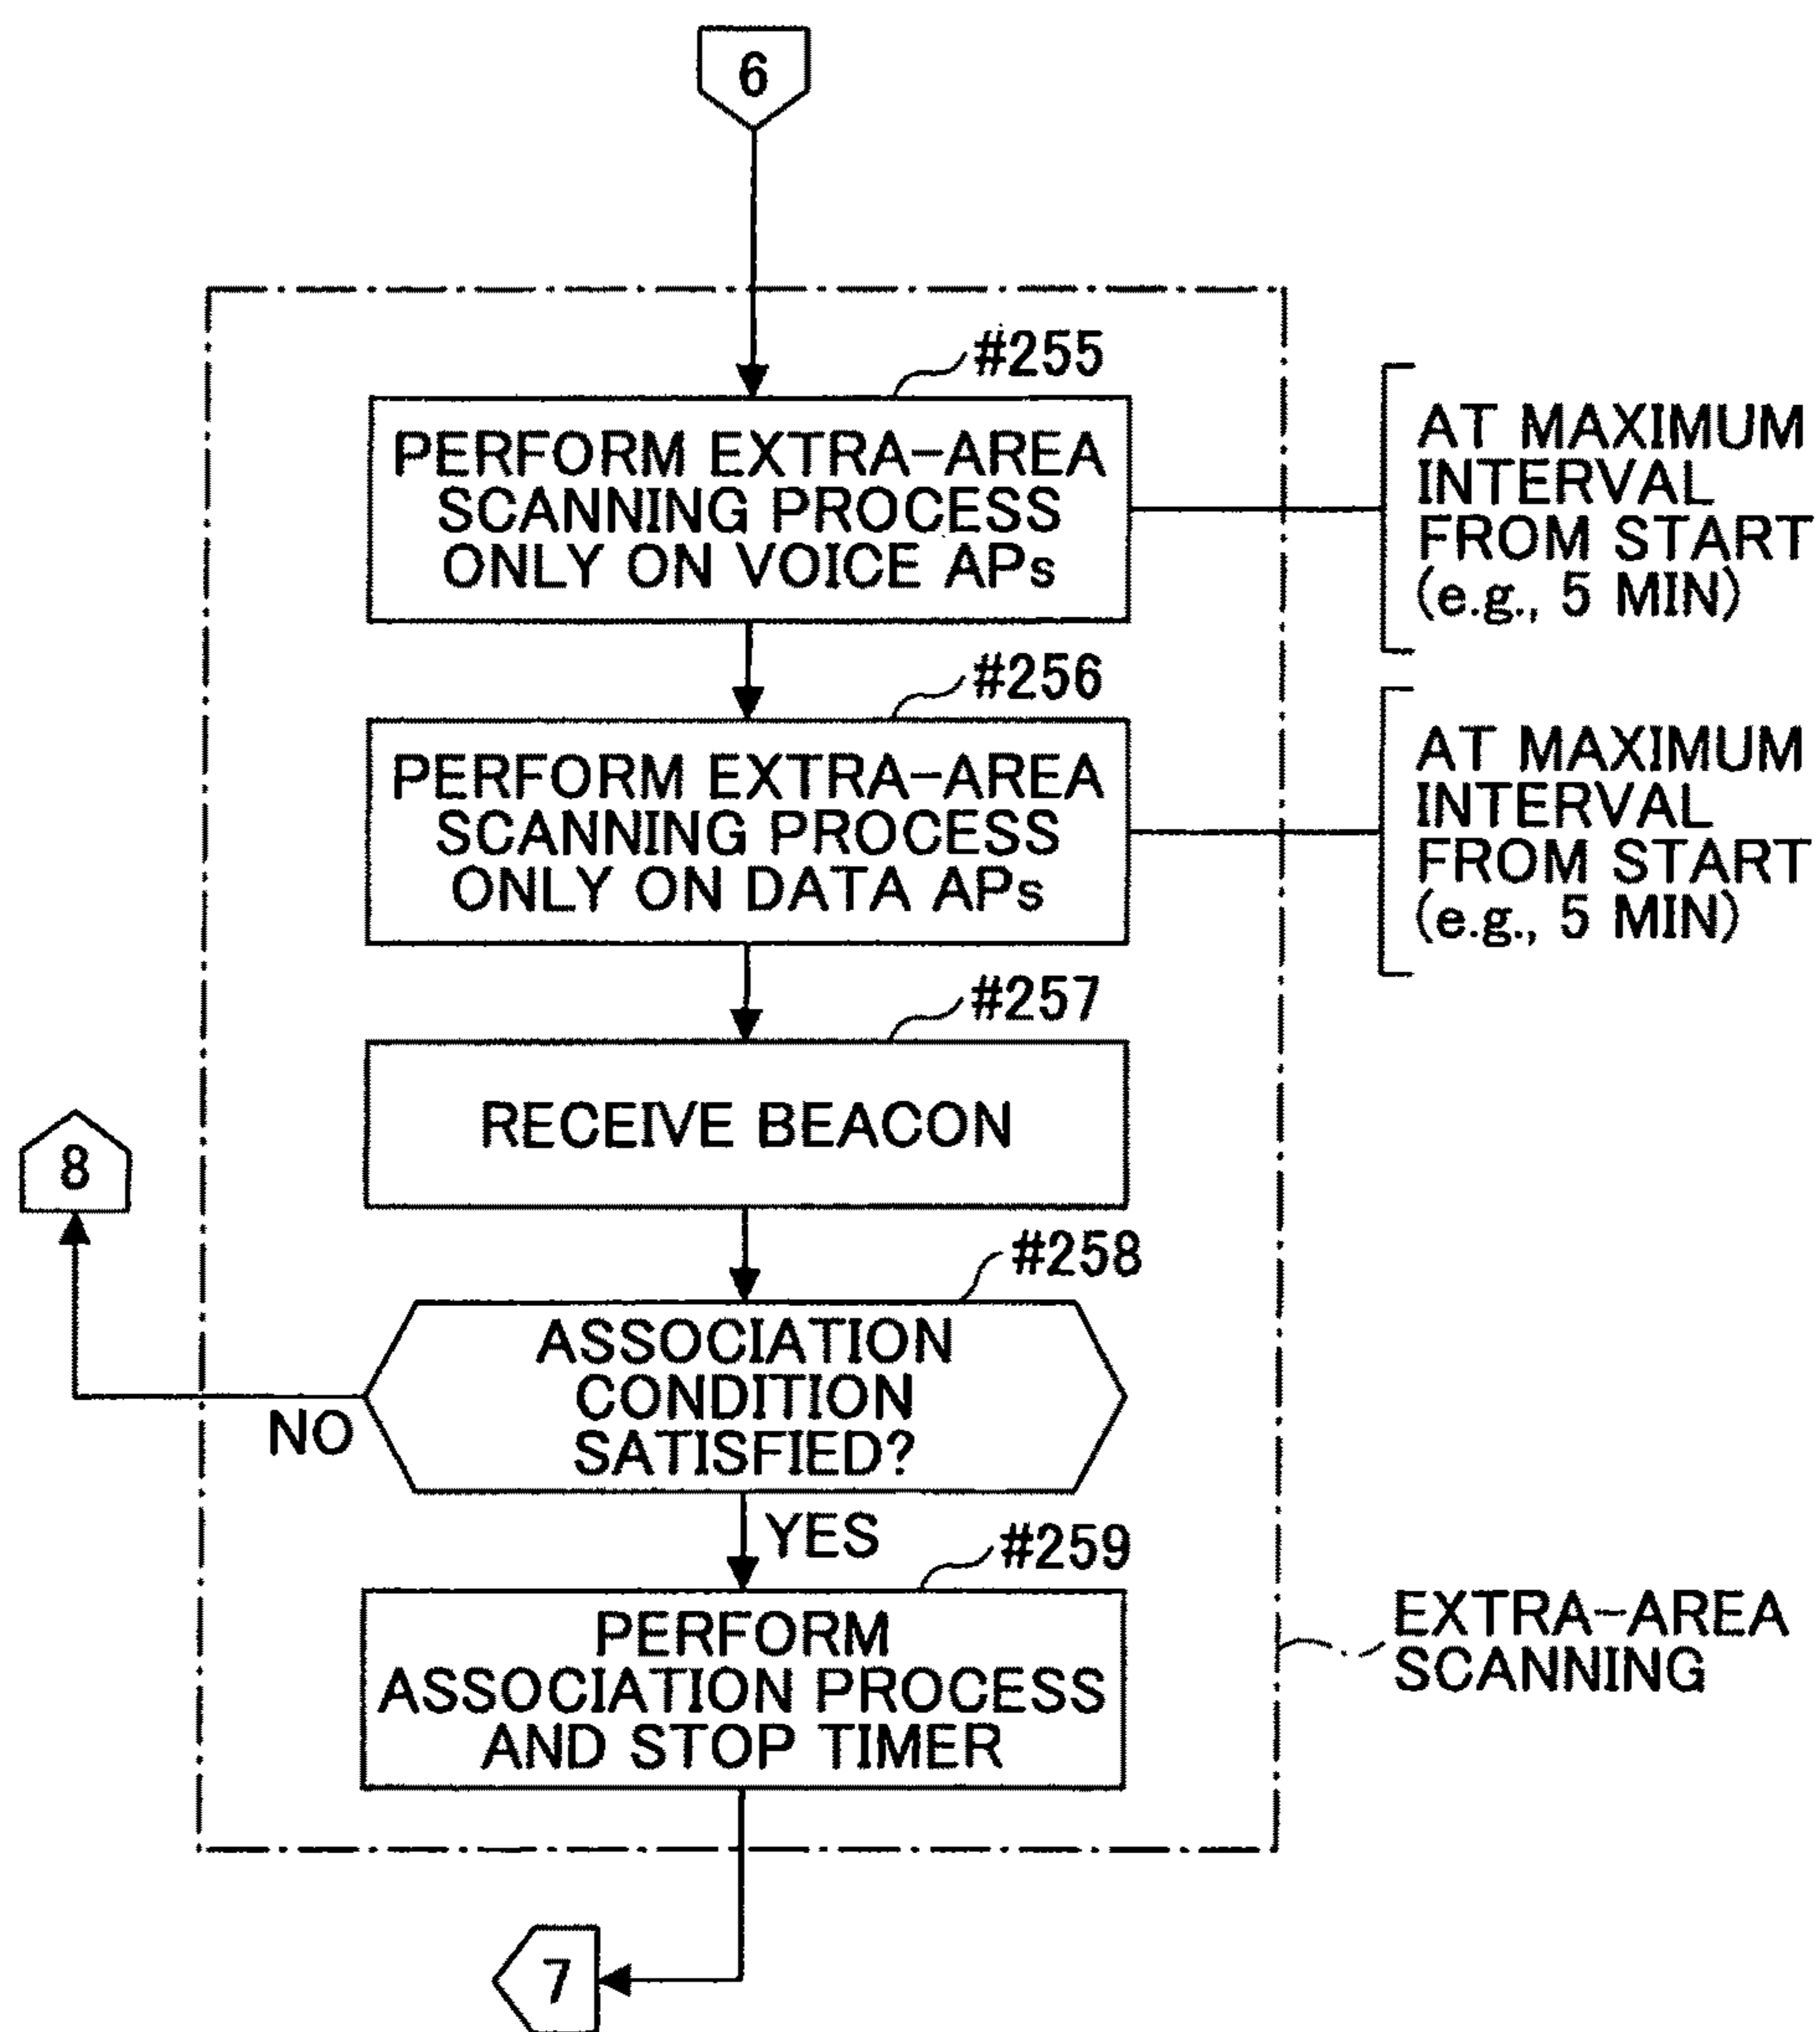 6
#255
PERFORM EXTRA-AREA
SCANNING PROCESS
ONLY ON VOICE APs
AT MAXIMUM
INTERVAL
FROM START
(e.g., 5 MIN)
#256
PERFORM EXTRA-AREA
SCANNING PROCESS
ONLY ON DATA APs
AT MAXIMUM
INTERVAL
FROM START
(e.g., 5 MIN)
#257
RECEIVE BEACON
8
#258
ASSOCIATION
CONDITION
SATISFIED?
NO
YES
#259
PERFORM
ASSOCIATION PROCESS
AND STOP TIMER
EXTRA-AREA
SCANNING
7